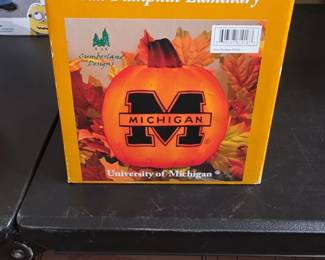 Pumpkin Luminary
Cumberland
Designs
MICHIGAN
University of Michigan ®